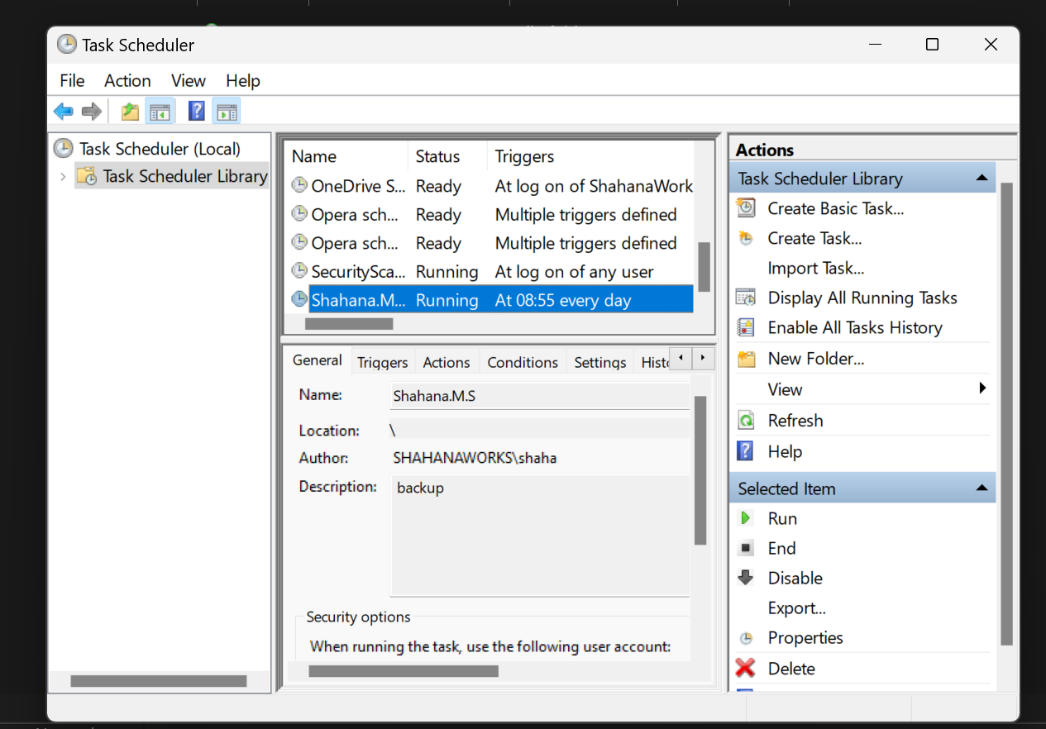 Task Scheduler
File Action View Help
Task Scheduler (Local)
Task Scheduler Library
Name Status Triggers
OneDrive S... Ready At log on of ShahanaWork
Opera sch... Ready Multiple triggers defined
Opera sch... Ready Multiple triggers defined
SecuritySca... Running At log on of any user
Shahana.M... Running At 08:55 every day
General Triggers Actions Conditions Settings Histo
Name: Shahana.M.S
Location: \
Author: SHAHANAWORKS\shaha
Description: backup
Security options
When running the task, use the following user account:
Actions
Task Scheduler Library
Create Basic Task...
Create Task...
Import Task...
Display All Running Tasks
Enable All Tasks History
New Folder...
View
Refresh
Help
Selected Item
Run
End
Disable
Export...
Properties
Delete